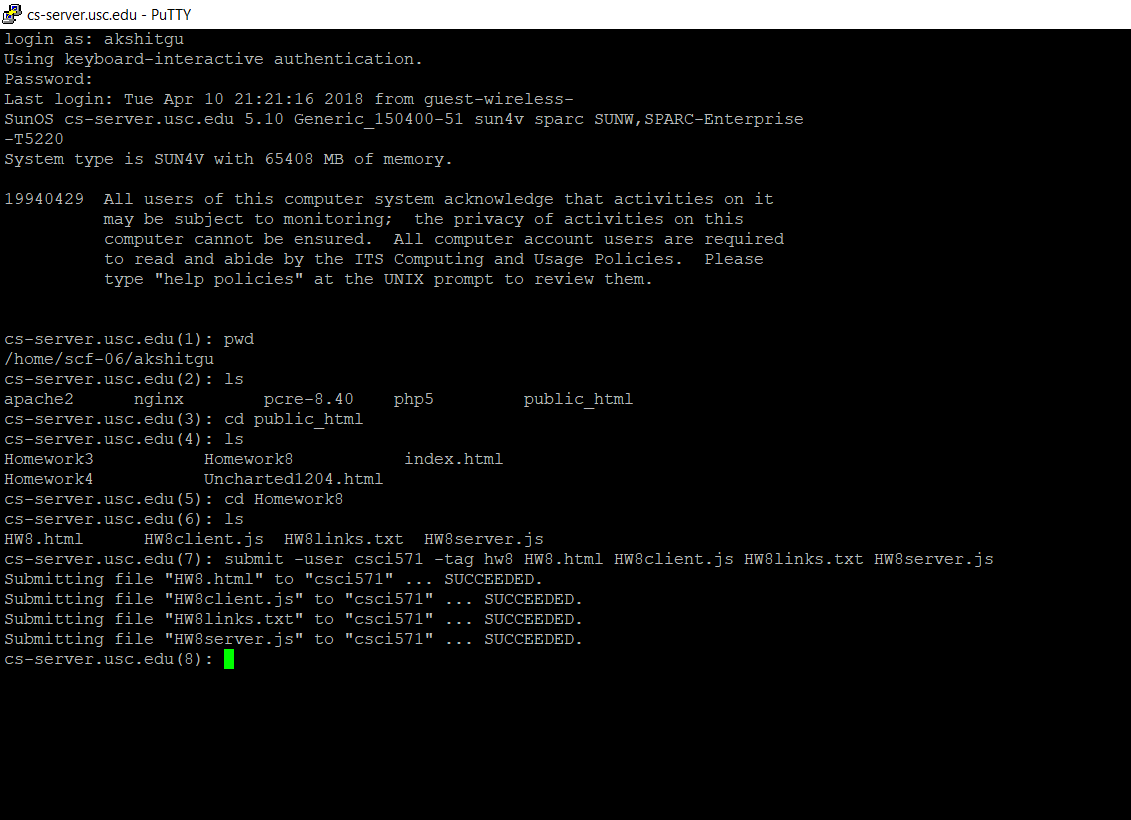 cs-server.usc.edu - PuTTY
login as: akshitgu
Using keyboard-interactive authentication.
Password:
Last login: Tue Apr 10 21:21:16 2018 from guest-wireless-
SunOS cs-server.usc.edu 5.10 Generic_150400-51 sun4v sparc SUNW,SPARC-Enterprise
-T5220
System type is SUN4V with 65408 MB of memory.
19940429  All users of this computer system acknowledge that activities on it
          may be subject to monitoring;  the privacy of activities on this
          computer cannot be ensured.  All computer account users are required
          to read and abide by the ITS Computing and Usage Policies.  Please
          type "help policies" at the UNIX prompt to review them.
cs-server.usc.edu(1): pwd
/home/scf-06/akshitgu
cs-server.usc.edu(2): ls
apache2      nginx        pcre-8.40    php5         public_html
cs-server.usc.edu(3): cd public_html
cs-server.usc.edu(4): ls
Homework3           Homework8           index.html
Homework4           Uncharted1204.html
cs-server.usc.edu(5): cd Homework8
cs-server.usc.edu(6): ls
HW8.html      HW8client.js  HW8links.txt  HW8server.js
cs-server.usc.edu(7): submit -user csci571 -tag hw8 HW8.html HW8client.js HW8links.txt HW8server.js
Submitting file "HW8.html" to "csci571" ... SUCCEEDED.
Submitting file "HW8client.js" to "csci571" ... SUCCEEDED.
Submitting file "HW8links.txt" to "csci571" ... SUCCEEDED.
Submitting file "HW8server.js" to "csci571" ... SUCCEEDED.
cs-server.usc.edu(8):